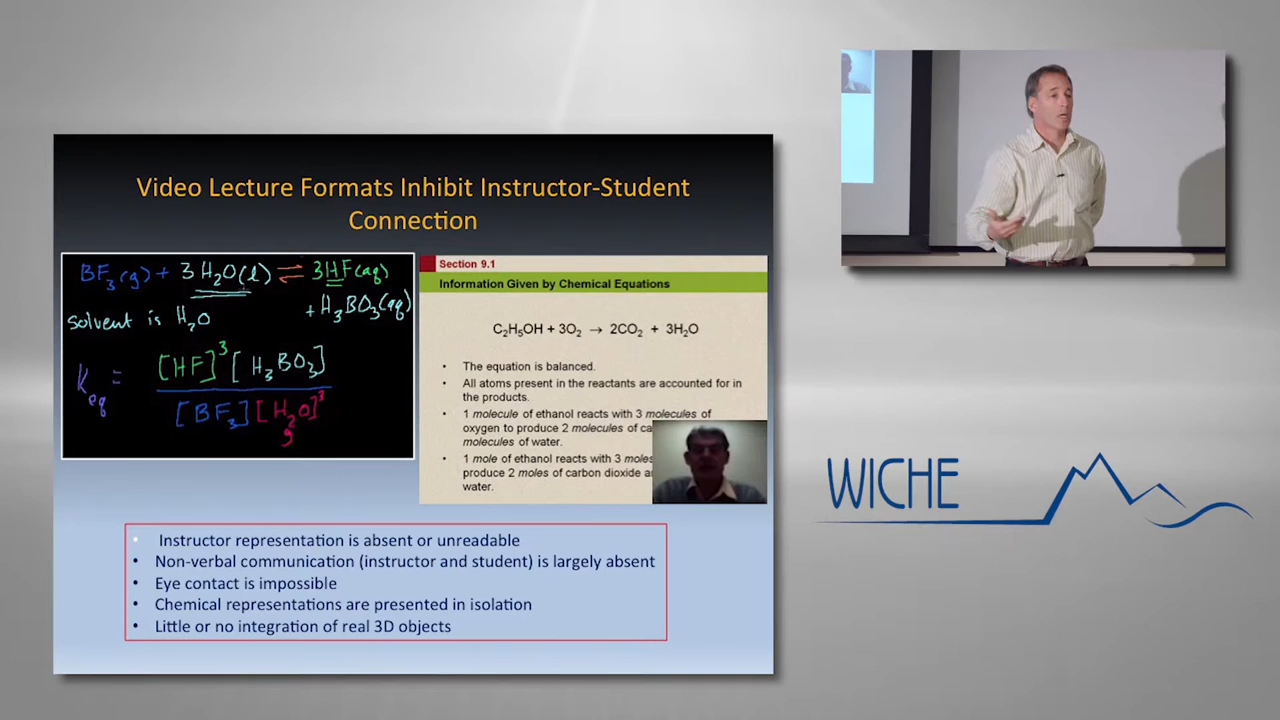 Video Lecture Formats Inhibit Instructor-Student
Connection
BF₃(g) + 3 H₂O(l) ⇌ 3HF(aq)
+ H₃BO₃(aq)
solvent is H₂O
Keq = [HF]³ [H₃BO₃]
[BF₃] [H₂O]³
Section 9.1
Information Given by Chemical Equations
C₂H₅OH + 3O₂ → 2CO₂ + 3H₂O
• The equation is balanced.
• All atoms present in the reactants are accounted for in
the products.
• 1 molecule of ethanol reacts with 3 molecules of
oxygen to produce 2 molecules of
molecules of water.
• 1 mole of ethanol reacts with 3 moles
produce 2 moles of carbon dioxide
water.
• Instructor representation is absent or unreadable
• Non-verbal communication (instructor and student) is largely absent
• Eye contact is impossible
• Chemical representations are presented in isolation
• Little or no integration of real 3D objects
WICHE